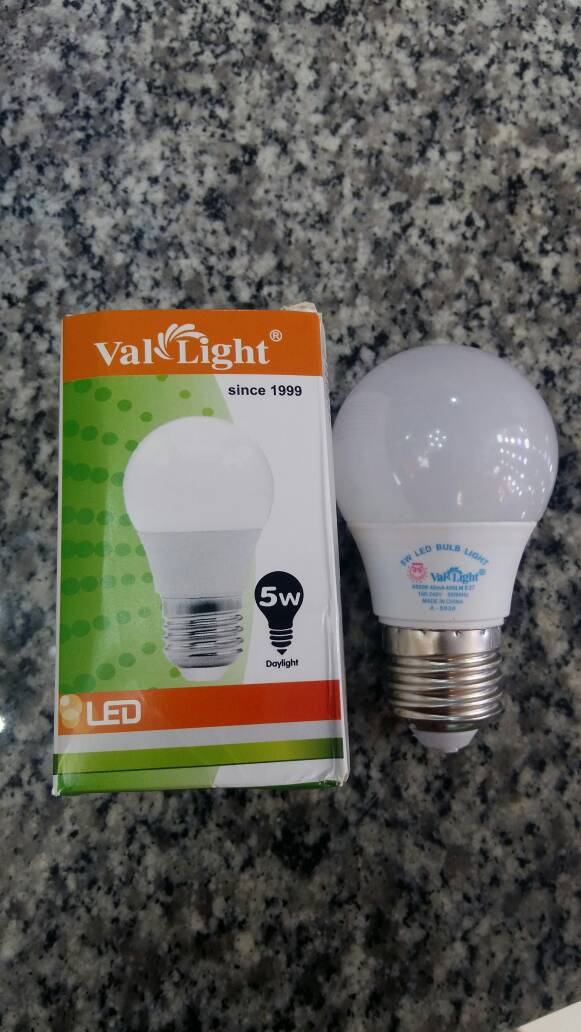 Val Light®
since 1999
5W
Daylight
LED
5W LED BULB LIGHT
Val Light®
MADE IN CHINA